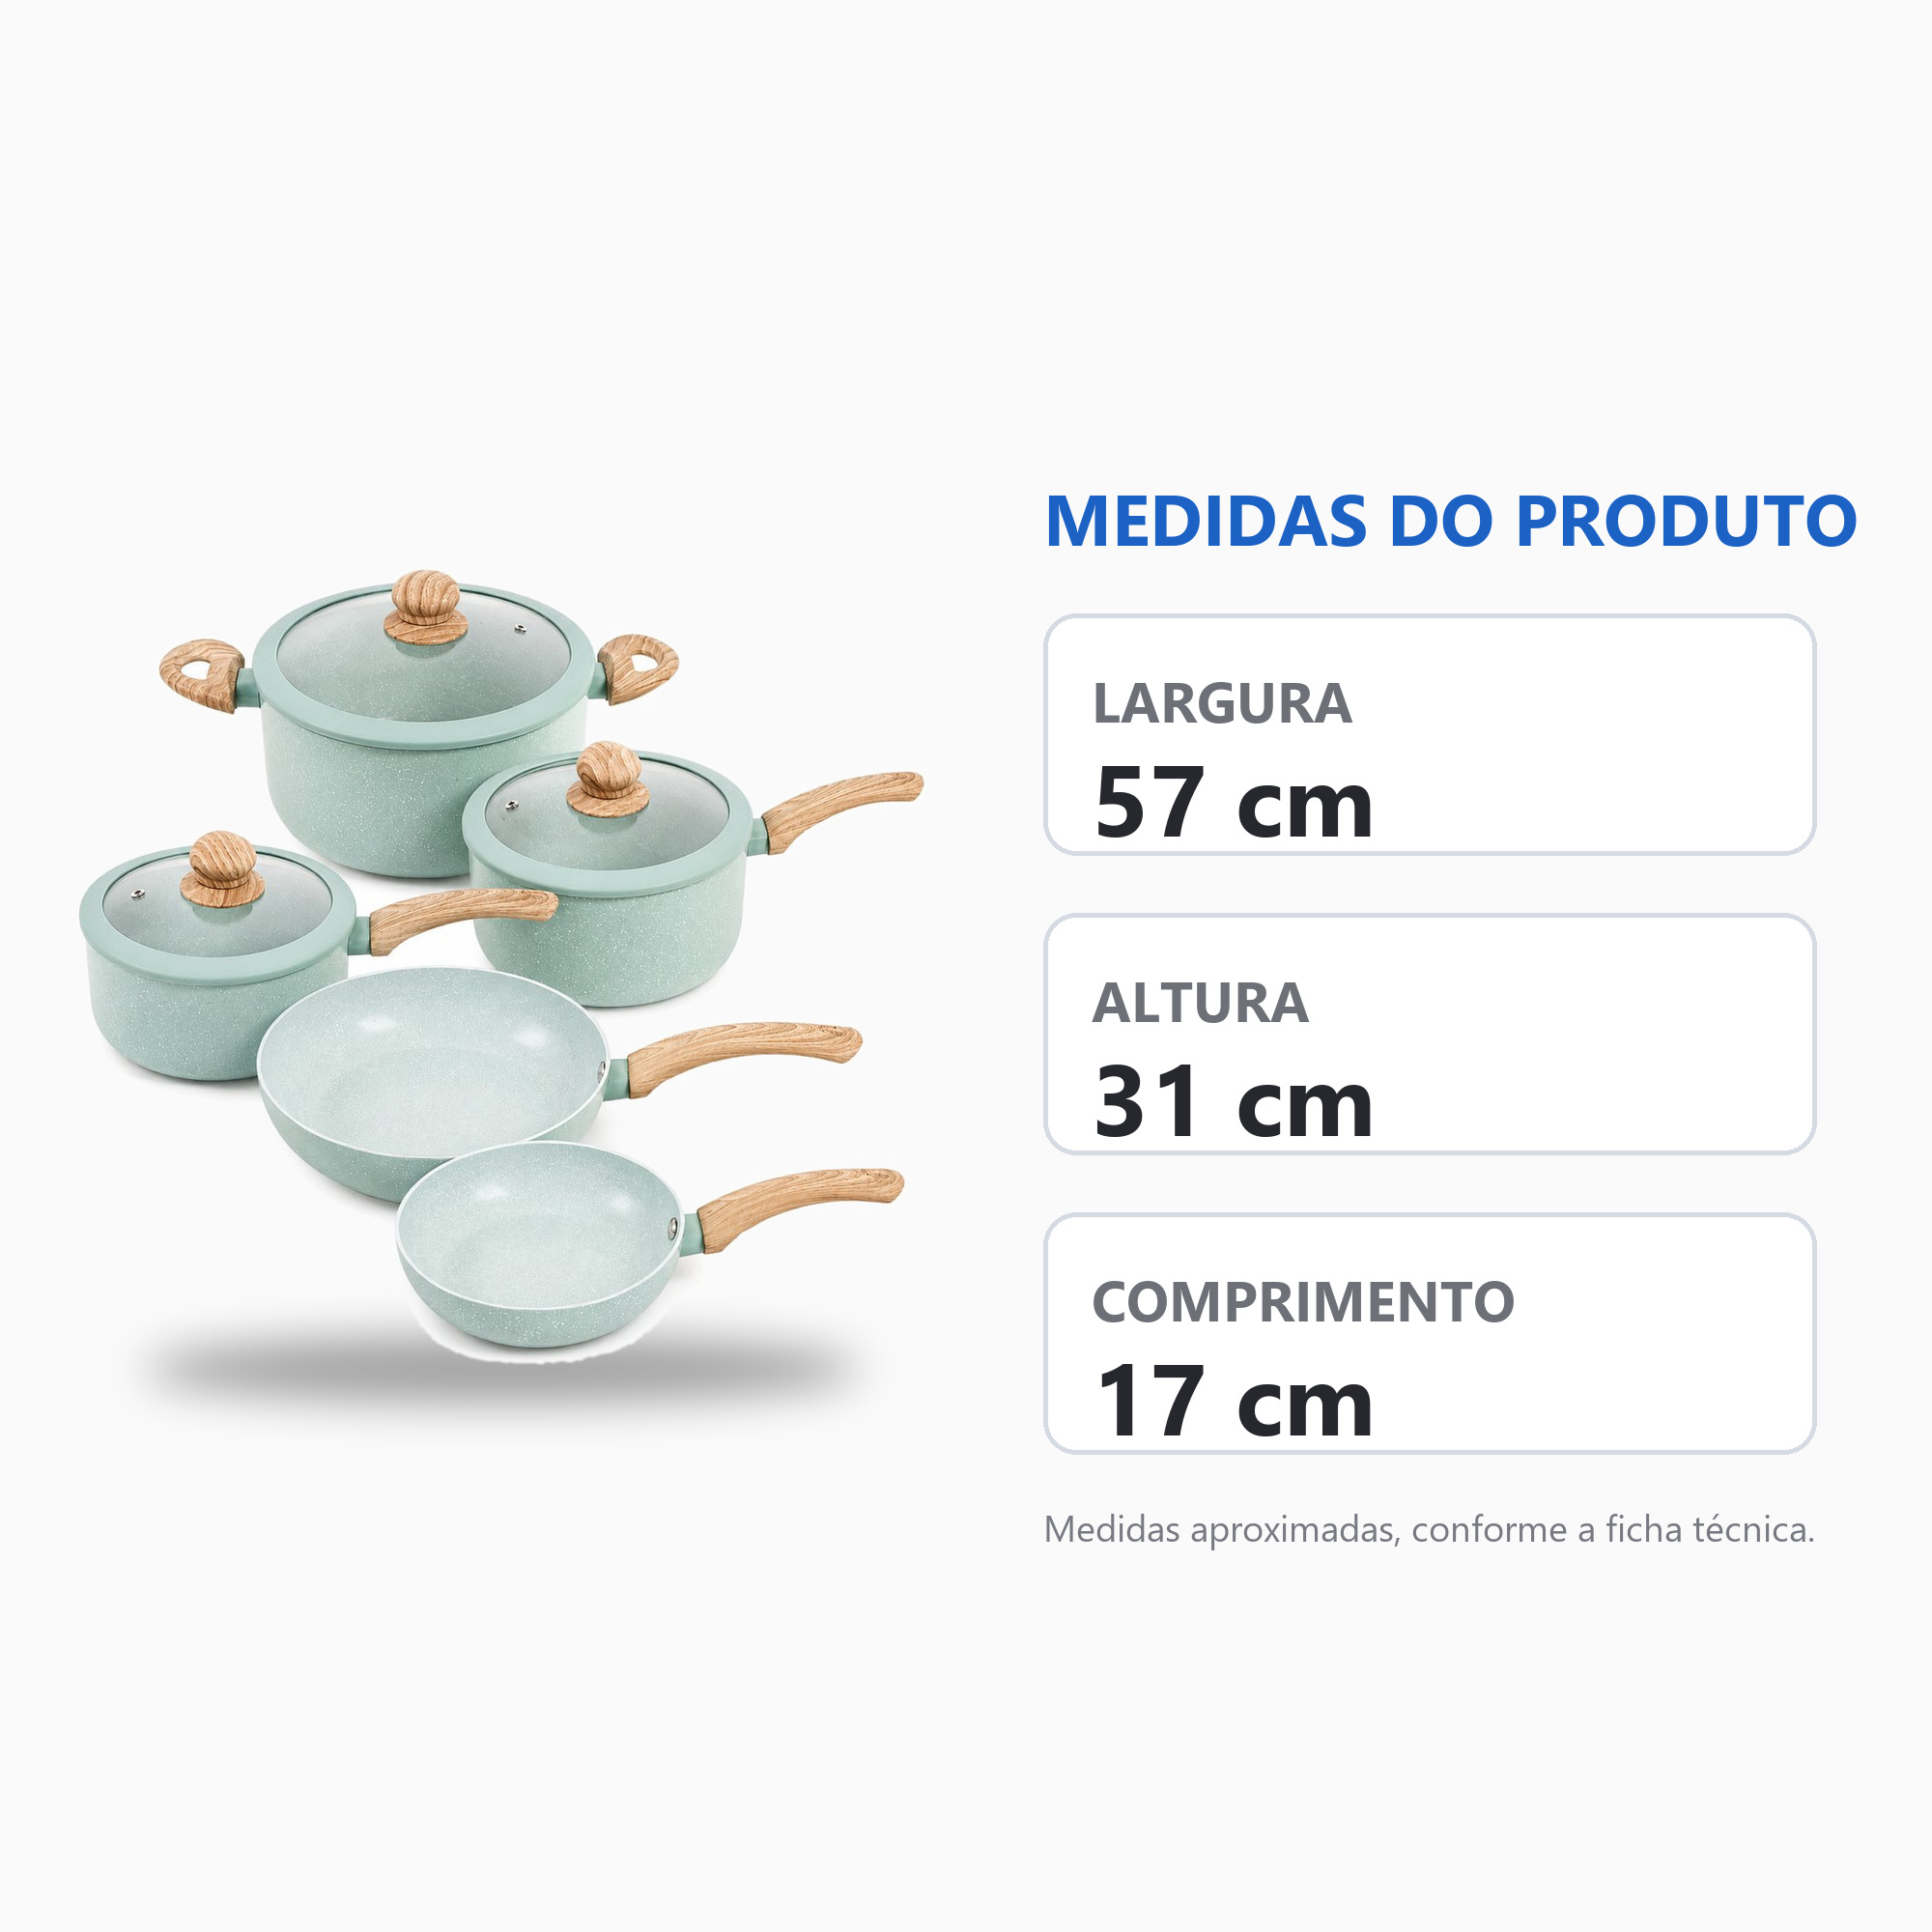 MEDIDAS DO PRODUTO
LARGURA
57 cm
ALTURA
31 cm
COMPRIMENTO
17 cm
Medidas aproximadas, conforme a ficha técnica.